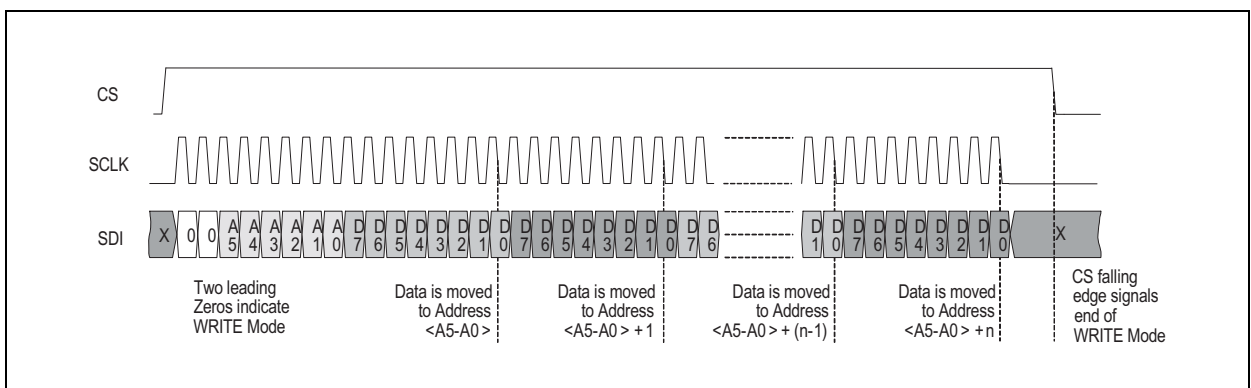 CS
SCLK
SDI
X 0 0 A5 A4 A3 A2 A1 A0 D7 D6 D5 D4 D3 D2 D1 D0 D7 D6 D5 D4 D3 D2 D1 D0 D7 D6 D1 D0 D7 D6 D5 D4 D3 D2 D1 D0 X
Two leading
Zeros indicate
WRITE Mode
Data is moved
to Address
<A5-A0 >
Data is moved
to Address
<A5-A0 > + 1
Data is moved
to Address
<A5-A0 > + (n-1)
Data is moved
to Address
<A5-A0 > + n
CS falling
edge signals
end of
WRITE Mode